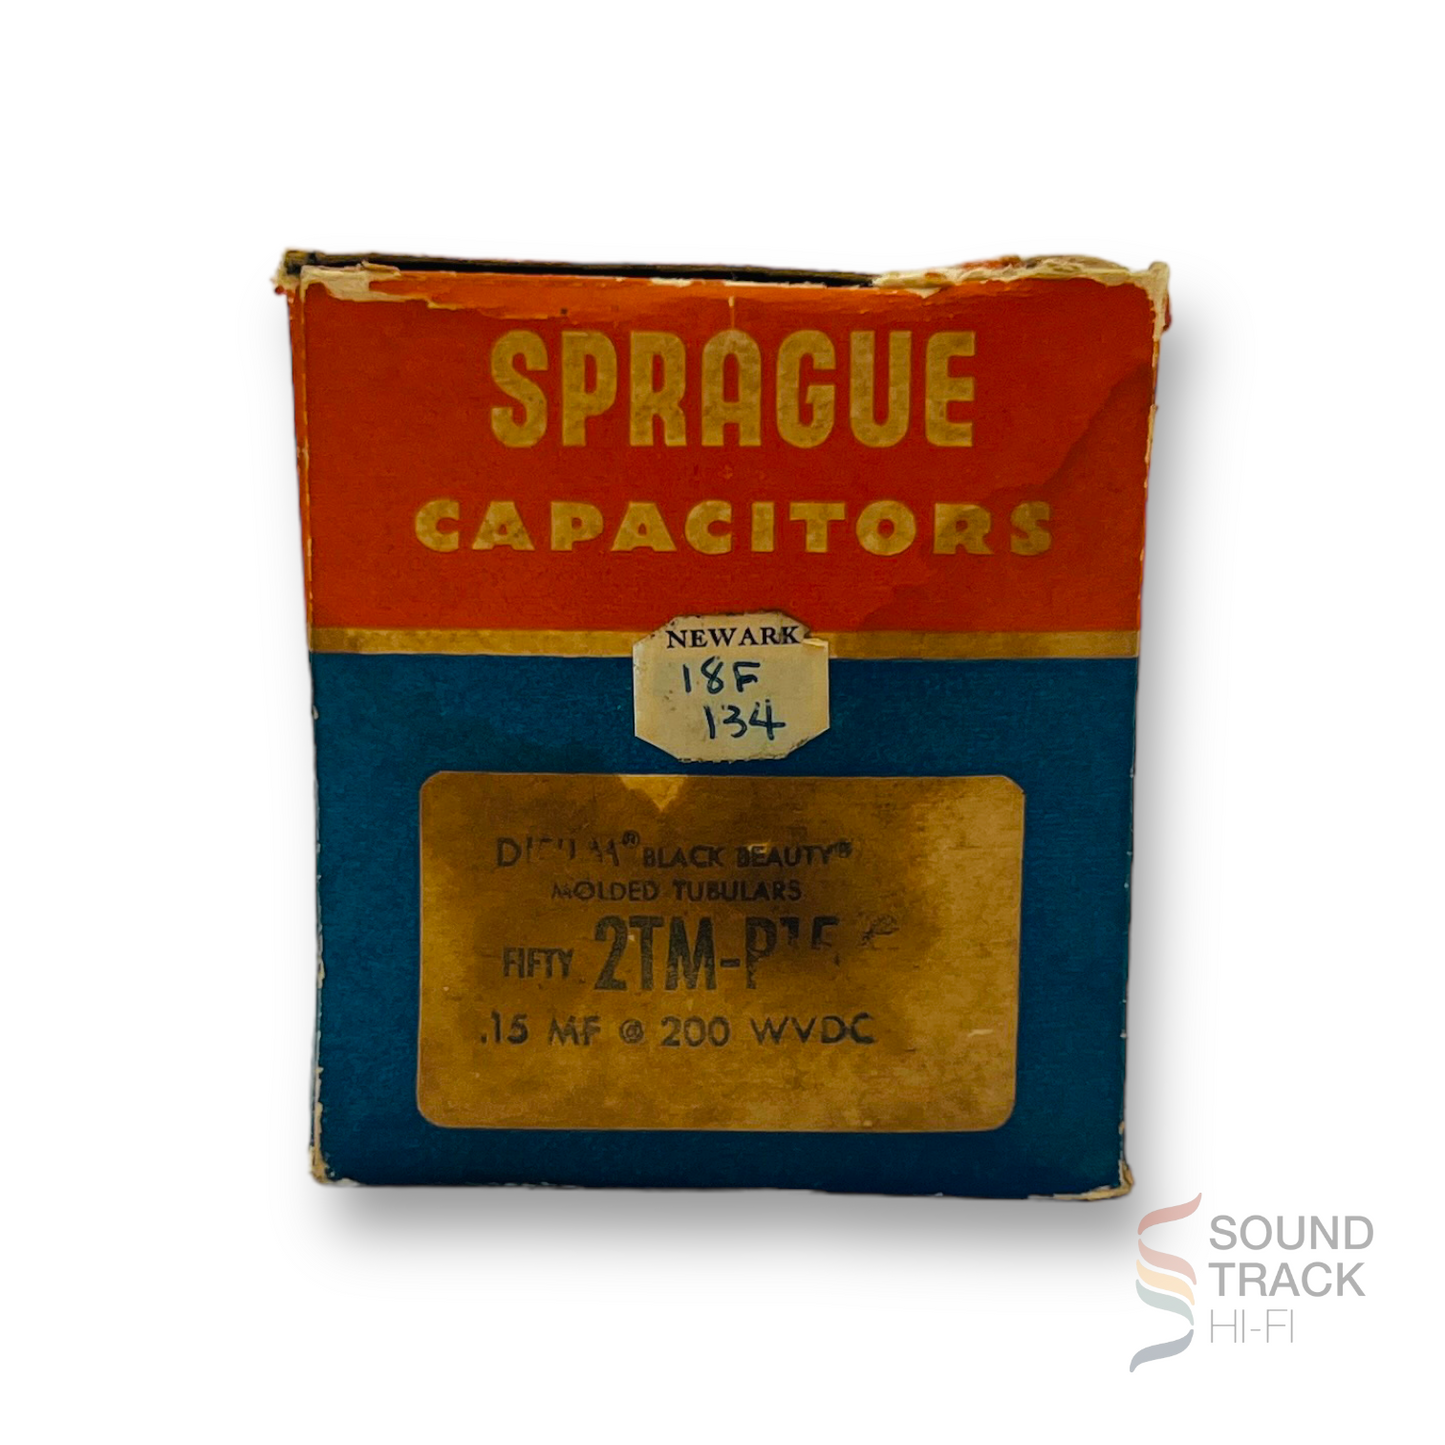 SPRAGUE
CAPACITORS
NEWARK
18F
134
BLACK BEAUTY®
MOLDED TUBULARS
FIFTY 2TM-P15
.15 MF @ 200 WVDC
SOUND
TRACK
HI-FI